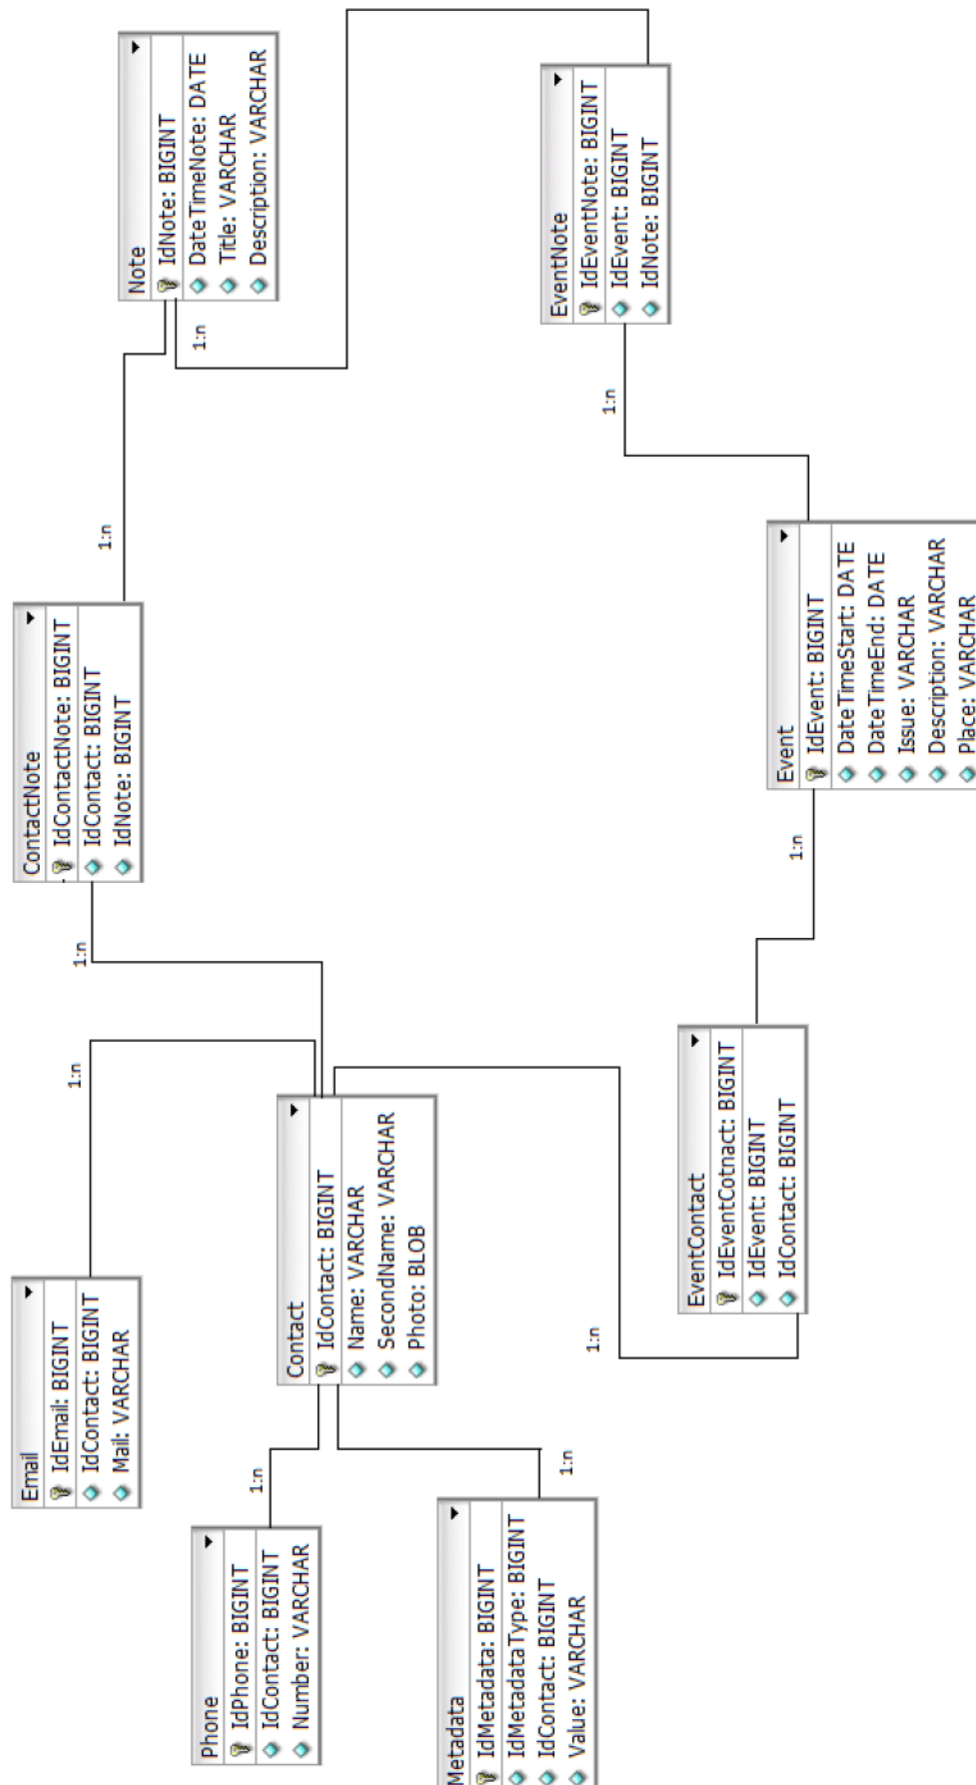 Note
IdNote: BIGINT
DateTimeNote: DATE
Title: VARCHAR
Description: VARCHAR
1:n
EventNote
IdEventNote: BIGINT
IdEvent: BIGINT
IdNote: BIGINT
1:n
1:n
ContactNote
IdContactNote: BIGINT
IdContact: BIGINT
IdNote: BIGINT
1:n
Event
IdEvent: BIGINT
DateTimeStart: DATE
DateTimeEnd: DATE
Issue: VARCHAR
Description: VARCHAR
Place: VARCHAR
1:n
1:n
Email
IdEmail: BIGINT
IdContact: BIGINT
Mail: VARCHAR
Contact
IdContact: BIGINT
Name: VARCHAR
SecondName: VARCHAR
Photo: BLOB
EventContact
IdEventCotnact: BIGINT
IdEvent: BIGINT
IdContact: BIGINT
1:n
1:n
Phone
IdPhone: BIGINT
IdContact: BIGINT
Number: VARCHAR
1:n
Metadata
IdMetadata: BIGINT
IdMetadataType: BIGINT
IdContact: BIGINT
Value: VARCHAR